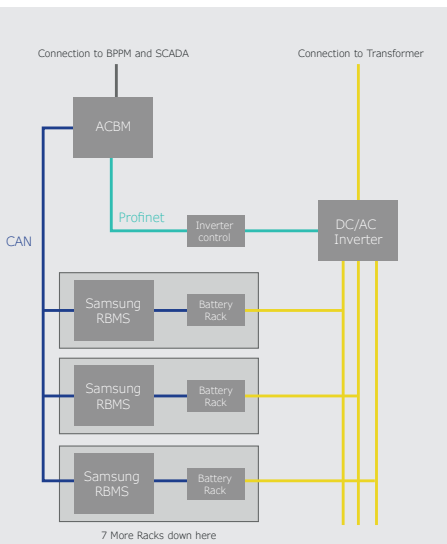 Connection to BPPM and SCADA
Connection to Transformer
ACBM
Profinet
Inverter
control
DC/AC
Inverter
CAN
Samsung
RBMS
Battery
Rack
Samsung
RBMS
Battery
Rack
Samsung
RBMS
Battery
Rack
7 More Racks down here